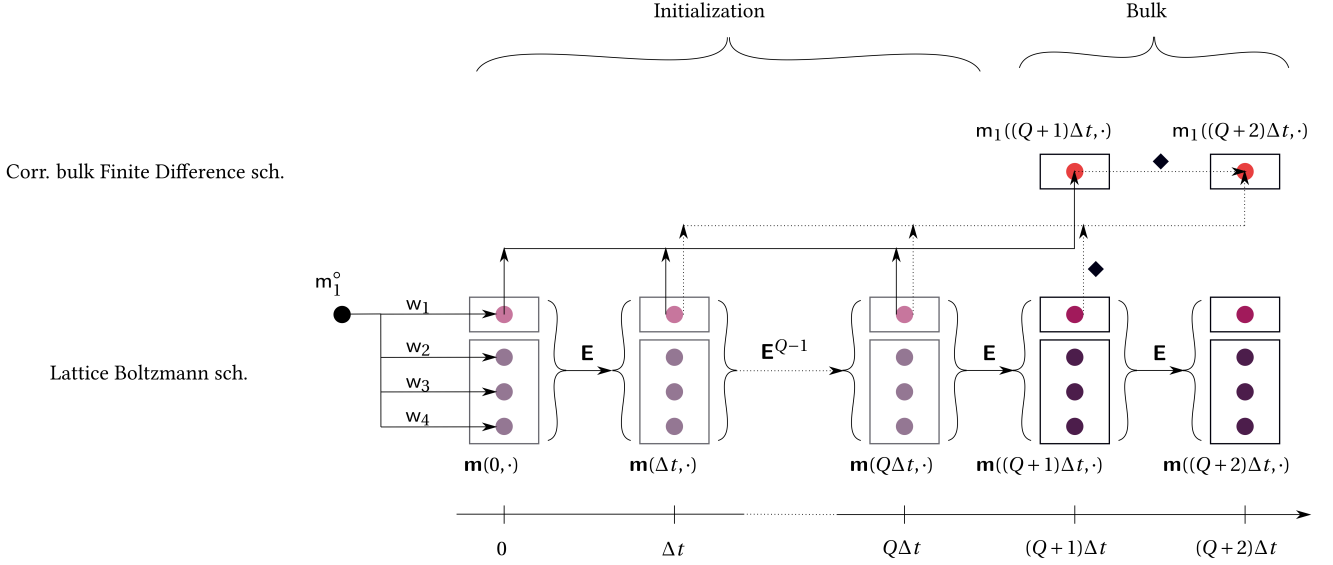 Initialization
Bulk
m₁((Q+1)Δt,·)
m₁((Q+2)Δt,·)
Corr. bulk Finite Difference sch.
m₁°
w₁
w₂
w₃
w₄
E
E^{Q−1}
E
E
Lattice Boltzmann sch.
m(0,·)
m(Δt,·)
m(QΔt,·)
m((Q+1)Δt,·)
m((Q+2)Δt,·)
0
Δt
QΔt
(Q+1)Δt
(Q+2)Δt